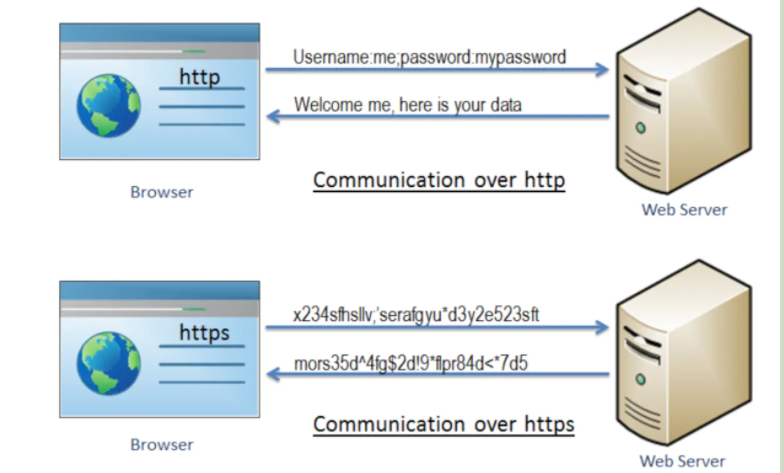 http
Username:me;password:mypassword
Welcome me, here is your data
Browser
Communication over http
Web Server
https
x234sfhsllv;'serafgyu*d3y2e523sft
mors35d^4fg$2d!9*flpr84d<*7d5
Communication over https
Browser
Web Server